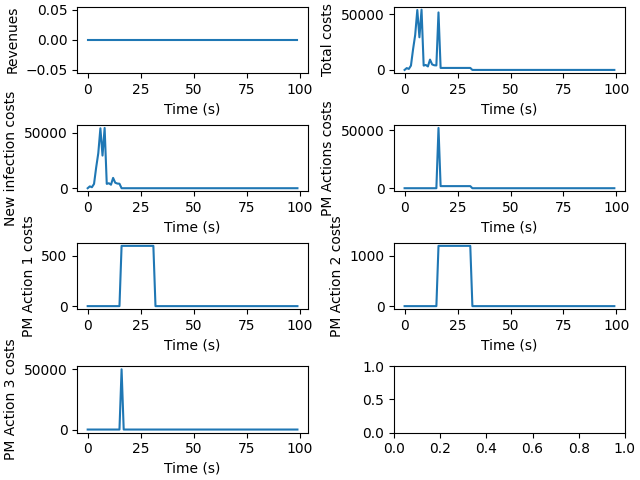 Revenues
0.05
0.00
−0.05
0 25 50 75 100
Time (s)
Total costs
50000
0
0 25 50 75 100
Time (s)
New infection costs
50000
0
0 25 50 75 100
Time (s)
PM Actions costs
50000
0
0 25 50 75 100
Time (s)
PM Action 1 costs
500
0
0 25 50 75 100
Time (s)
PM Action 2 costs
1000
0
0 25 50 75 100
Time (s)
PM Action 3 costs
50000
0
0 25 50 75 100
Time (s)
1.0
0.5
0.0
0.0 0.2 0.4 0.6 0.8 1.0